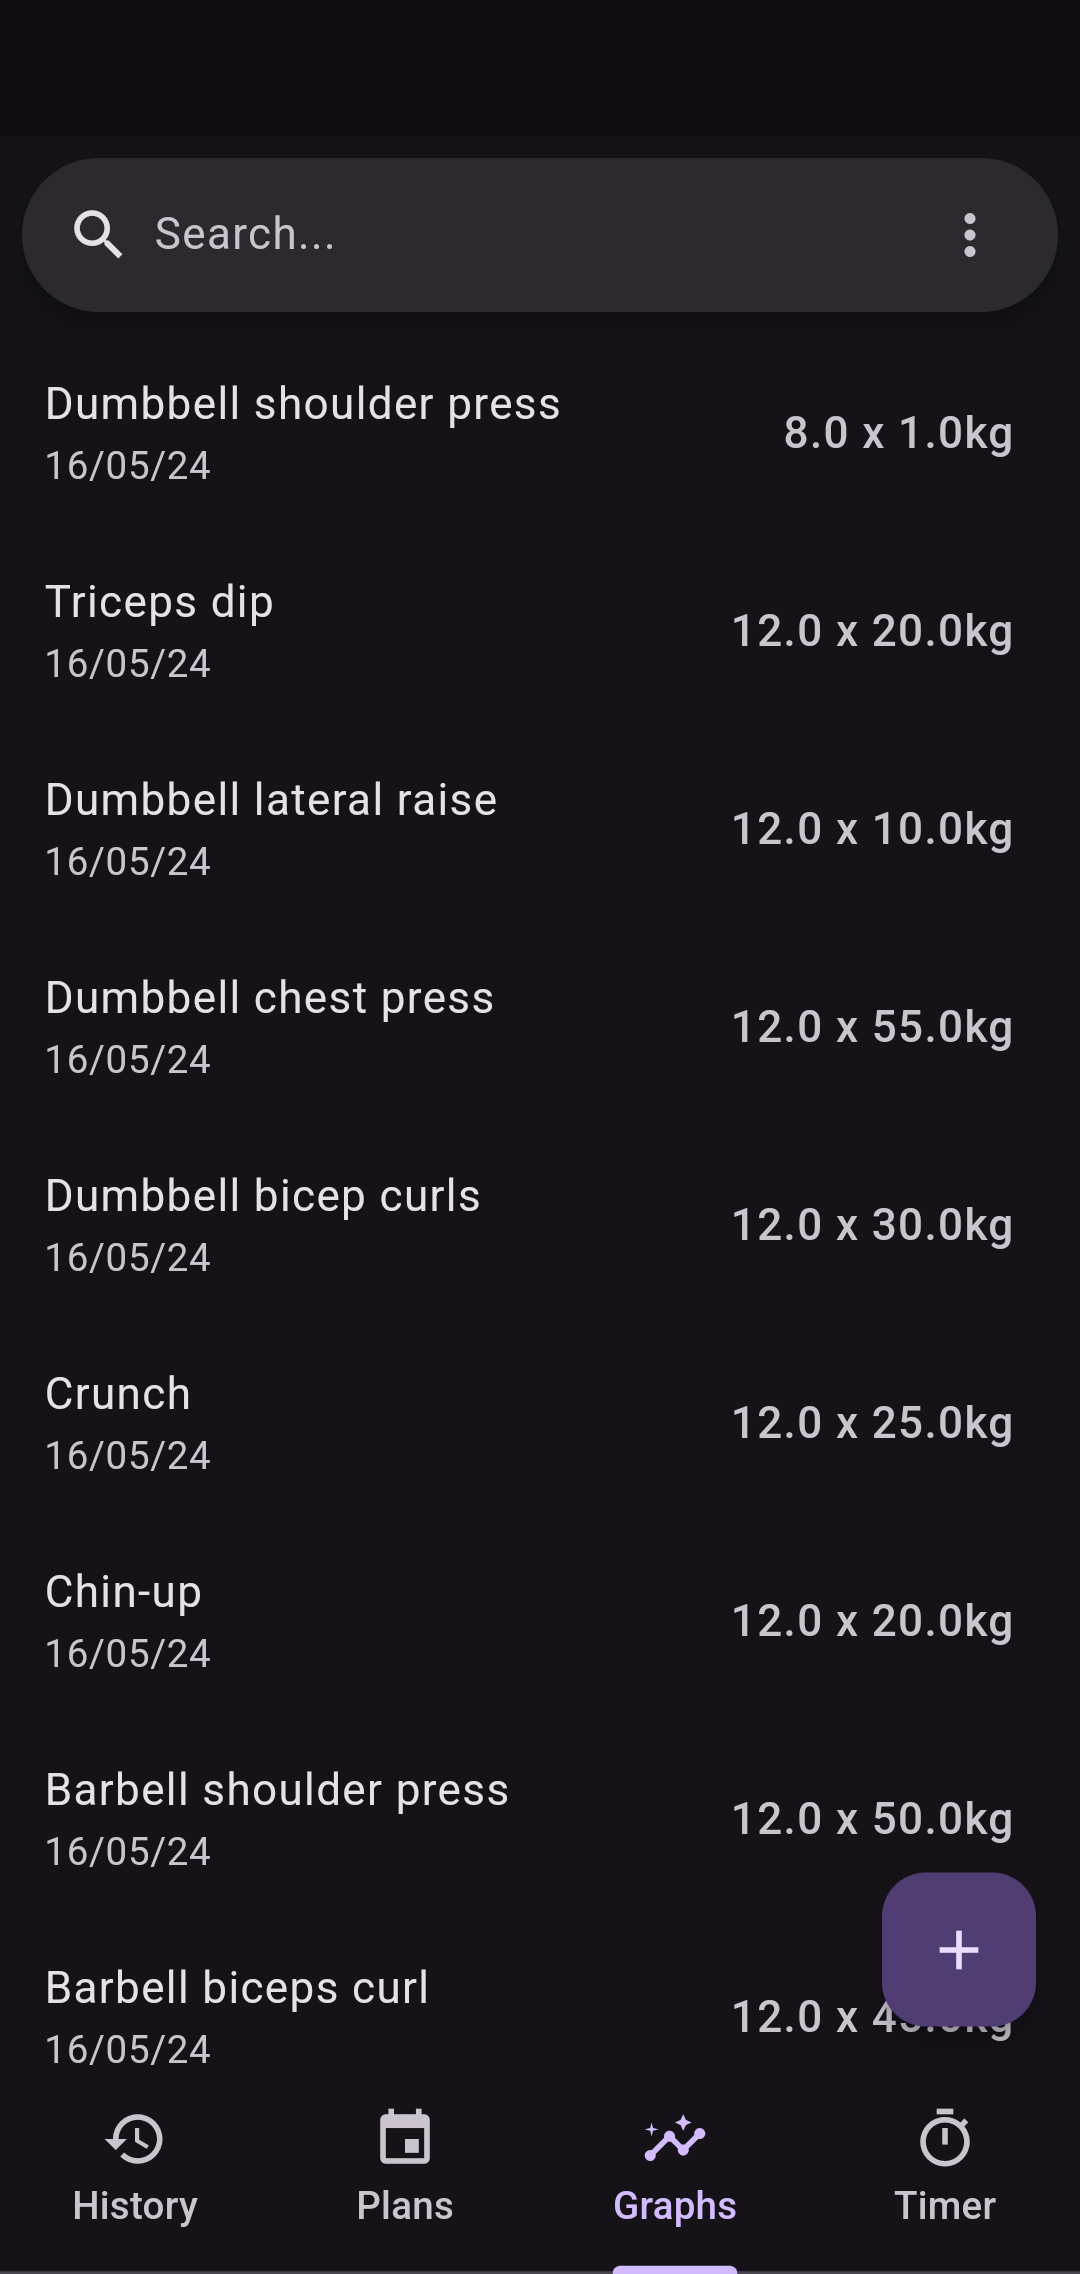 Search...
Dumbbell shoulder press
16/05/24
8.0 x 1.0kg
Triceps dip
16/05/24
12.0 x 20.0kg
Dumbbell lateral raise
16/05/24
12.0 x 10.0kg
Dumbbell chest press
16/05/24
12.0 x 55.0kg
Dumbbell bicep curls
16/05/24
12.0 x 30.0kg
Crunch
16/05/24
12.0 x 25.0kg
Chin-up
16/05/24
12.0 x 20.0kg
Barbell shoulder press
16/05/24
12.0 x 50.0kg
Barbell biceps curl
16/05/24
12.0 x
History
Plans
Graphs
Timer